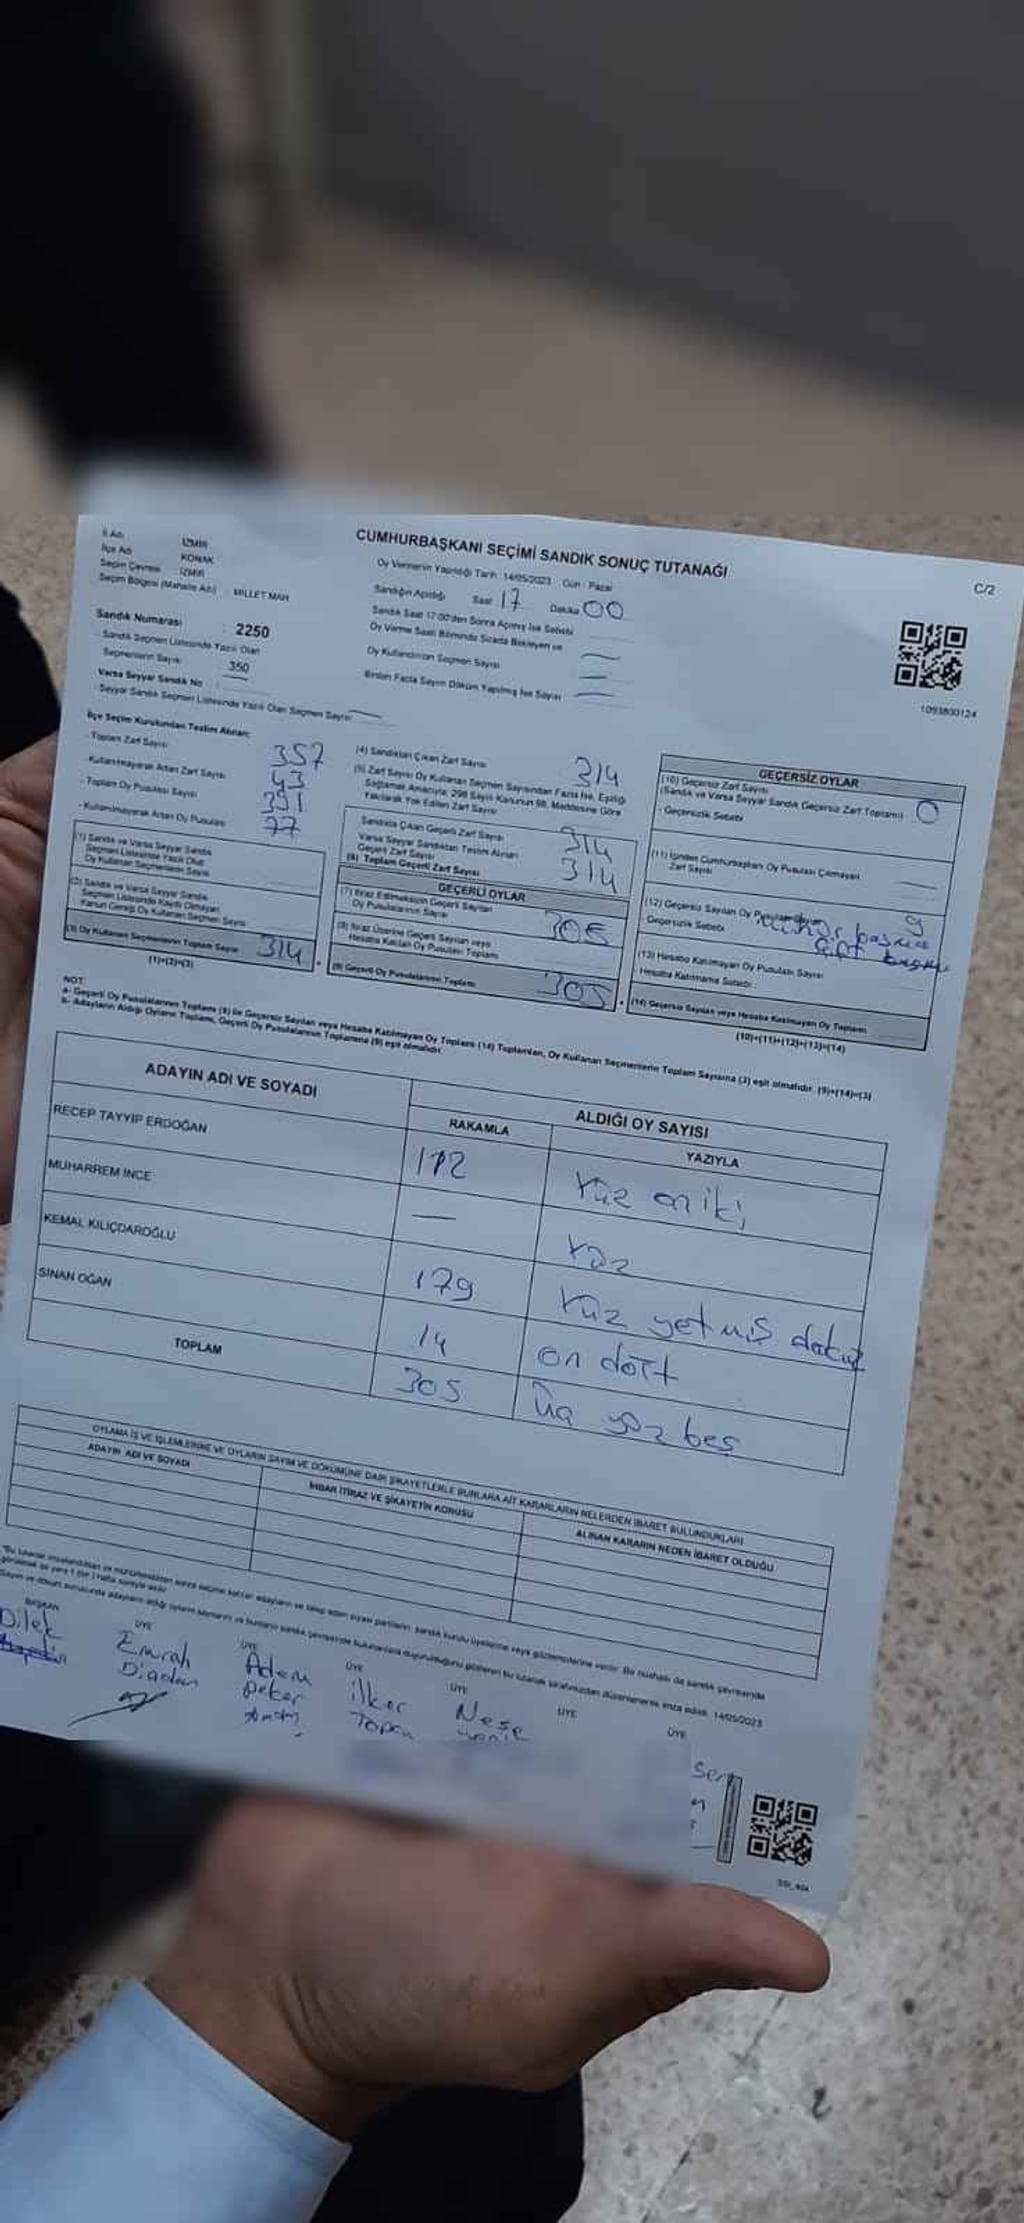 CUMHURBAŞKANI SEÇİMİ SANDIK SONUÇ TUTANAĞI
C/2
İl Adı İZMİR
İlçe Adı KONAK
Seçim Çevresi İZMİR
Seçim Bölgesi (Mahalle Adı) MİLLET MAH
Oy Vermenin Yapıldığı Tarih 14/05/2023 Gün : Pazar
Sandığın Açıldığı Saat 17 Dakika 00
Sandık Saat 17:00'den Sonra Açılmış İse Sebebi
Oy Verme Saati Bitiminde Sırada Bekleyen ve
Oy Kullandırılan Seçmen Sayısı —
Birden Fazla Sayım Döküm Yapılmış İse Sayısı —
1093800124
Sandık Numarası : 2250
- Sandık Seçmen Listesinde Yazılı Olan
Seçmenlerin Sayısı 350
Varsa Seyyar Sandık No :
- Seyyar Sandık Seçmen Listesinde Yazılı Olan Seçmen Sayısı —
İlçe Seçim Kurulundan Teslim Alınan;
- Toplam Zarf Sayısı 357
- Kullanılmayarak Artan Zarf Sayısı 43
- Toplam Oy Pusulası Sayısı 391
- Kullanılmayarak Artan Oy Pusulası 77
(1) Sandık ve Varsa Seyyar Sandık
Seçmen Listesinde Yazılı Olup
Oy Kullanan Seçmenlerin Sayısı
(2) Sandık ve Varsa Seyyar Sandık
Seçmen Listesinde Kayıtlı Olmayan
Kanun Gereği Oy Kullanan Seçmen Sayısı
(3) Oy Kullanan Seçmenlerin Toplam Sayısı 314
(1)+(2)=(3)
(4) Sandıktan Çıkan Zarf Sayısı 314
(5) Zarf Sayısı Oy Kullanan Seçmen Sayısından Fazla İse, Eşitliği
Sağlamak Amacıyla, 298 Sayılı Kanunun 98. Maddesine Göre
Yakılarak Yok Edilen Zarf Sayısı
Sandıkta Çıkan Geçerli Zarf Sayısı 314
Varsa Seyyar Sandıktan Teslim Alınan
Geçerli Zarf Sayısı
(6) Toplam Geçerli Zarf Sayısı 314
GEÇERLİ OYLAR
(7) İtiraz Edilmeksizin Geçerli Sayılan
Oy Pusulalarının Sayısı 305
(8) İtiraz Üzerine Geçerli Sayılan veya
Hesaba Katılan Oy Pusulası Toplamı
(9) Geçerli Oy Pusulalarının Toplamı 305
GEÇERSİZ OYLAR
(10) Geçersiz Zarf Sayısı
(Sandık ve Varsa Seyyar Sandık Geçersiz Zarf Toplamı) 0
Geçersizlik Sebebi
(11) İçinden Cumhurbaşkanı Oy Pusulası Çıkmayan
Zarf Sayısı
(12) Geçersiz Sayılan Oy Pusulası Sayısı 9
Geçersizlik Sebebi
(13) Hesaba Katılmayan Oy Pusulası Sayısı
- Hesaba Katılmama Sebebi
(14) Geçersiz Sayılan veya Hesaba Katılmayan Oy Toplamı
(10)+(11)+(12)+(13)=(14)
NOT:
a- Geçerli Oy Pusulalarının Toplamı (9) ile Geçersiz Sayılan veya Hesaba Katılmayan Oy Toplamı (14) Toplamları, Oy Kullanan Seçmenlerin Toplam Sayısına (3) eşit olmalıdır. (9)+(14)=(3)
b- Adayların Aldığı Oyların Toplamı, Geçerli Oy Pusulalarının Toplamına (9) eşit olmalıdır.
ADAYIN ADI VE SOYADI
ALDIĞI OY SAYISI
RAKAMLA YAZIYLA
RECEP TAYYİP ERDOĞAN 112 Yüz on iki
MUHARREM İNCE — Yüz
KEMAL KILIÇDAROĞLU 179 Yüz yetmiş dokuz
SİNAN OĞAN 14 on dört
TOPLAM 305 üç yüz beş
OYLAMA İŞ VE İŞLEMLERİNE VE OYLARIN SAYIM VE DÖKÜMÜNE DAİR ŞİKAYETLERLE BUNLARA AİT KARARLARIN NELERDEN İBARET BULUNDUKLARI
ADAYIN ADI VE SOYADI
İHBAR İTİRAZ VE ŞİKAYETİN KONUSU
ALINAN KARARIN NEDEN İBARET OLDUĞU
14/05/2023
BAŞKAN ÜYE ÜYE ÜYE ÜYE ÜYE ÜYE
Dilek Emrah Adem İlker Neşe